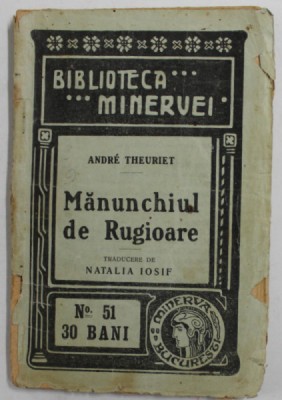 BIBLIOTECA
MINERVEI
ANDRÉ THEURIET
Mănunchiul
de Rugioare
TRADUCERE DE
NATALIA IOSIF
No. 51
30 BANI
MINERVA
BUCUREȘTI